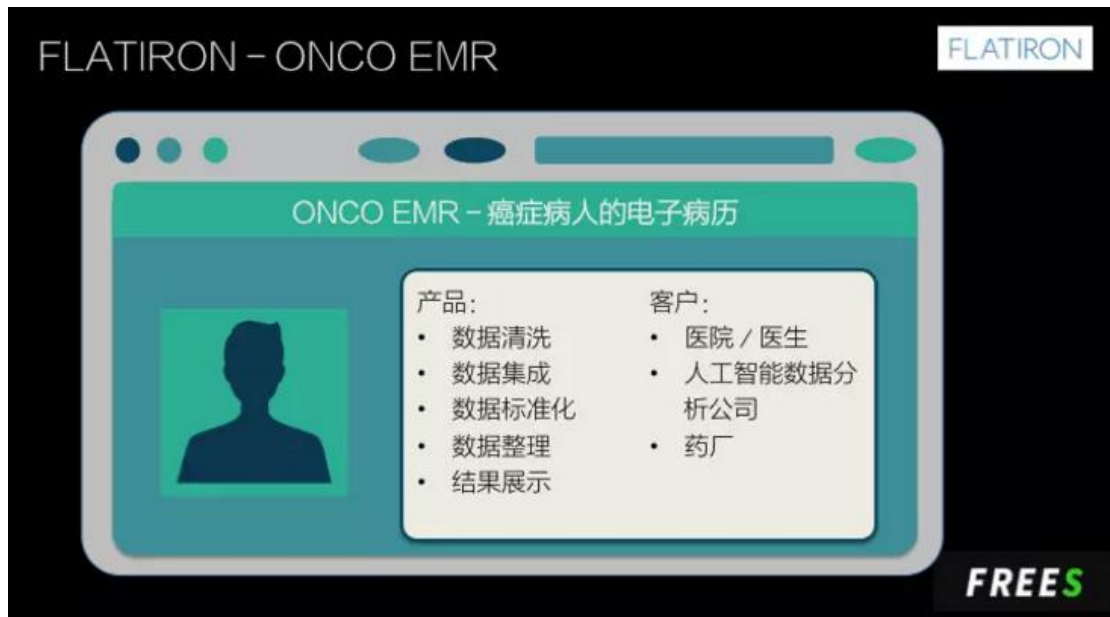 FLATIRON – ONCO EMR
FLATIRON
ONCO EMR – 癌症病人的电子病历
产品:
• 数据清洗
• 数据集成
• 数据标准化
• 数据整理
• 结果展示
客户:
• 医院 / 医生
• 人工智能数据分
析公司
• 药厂
FREES